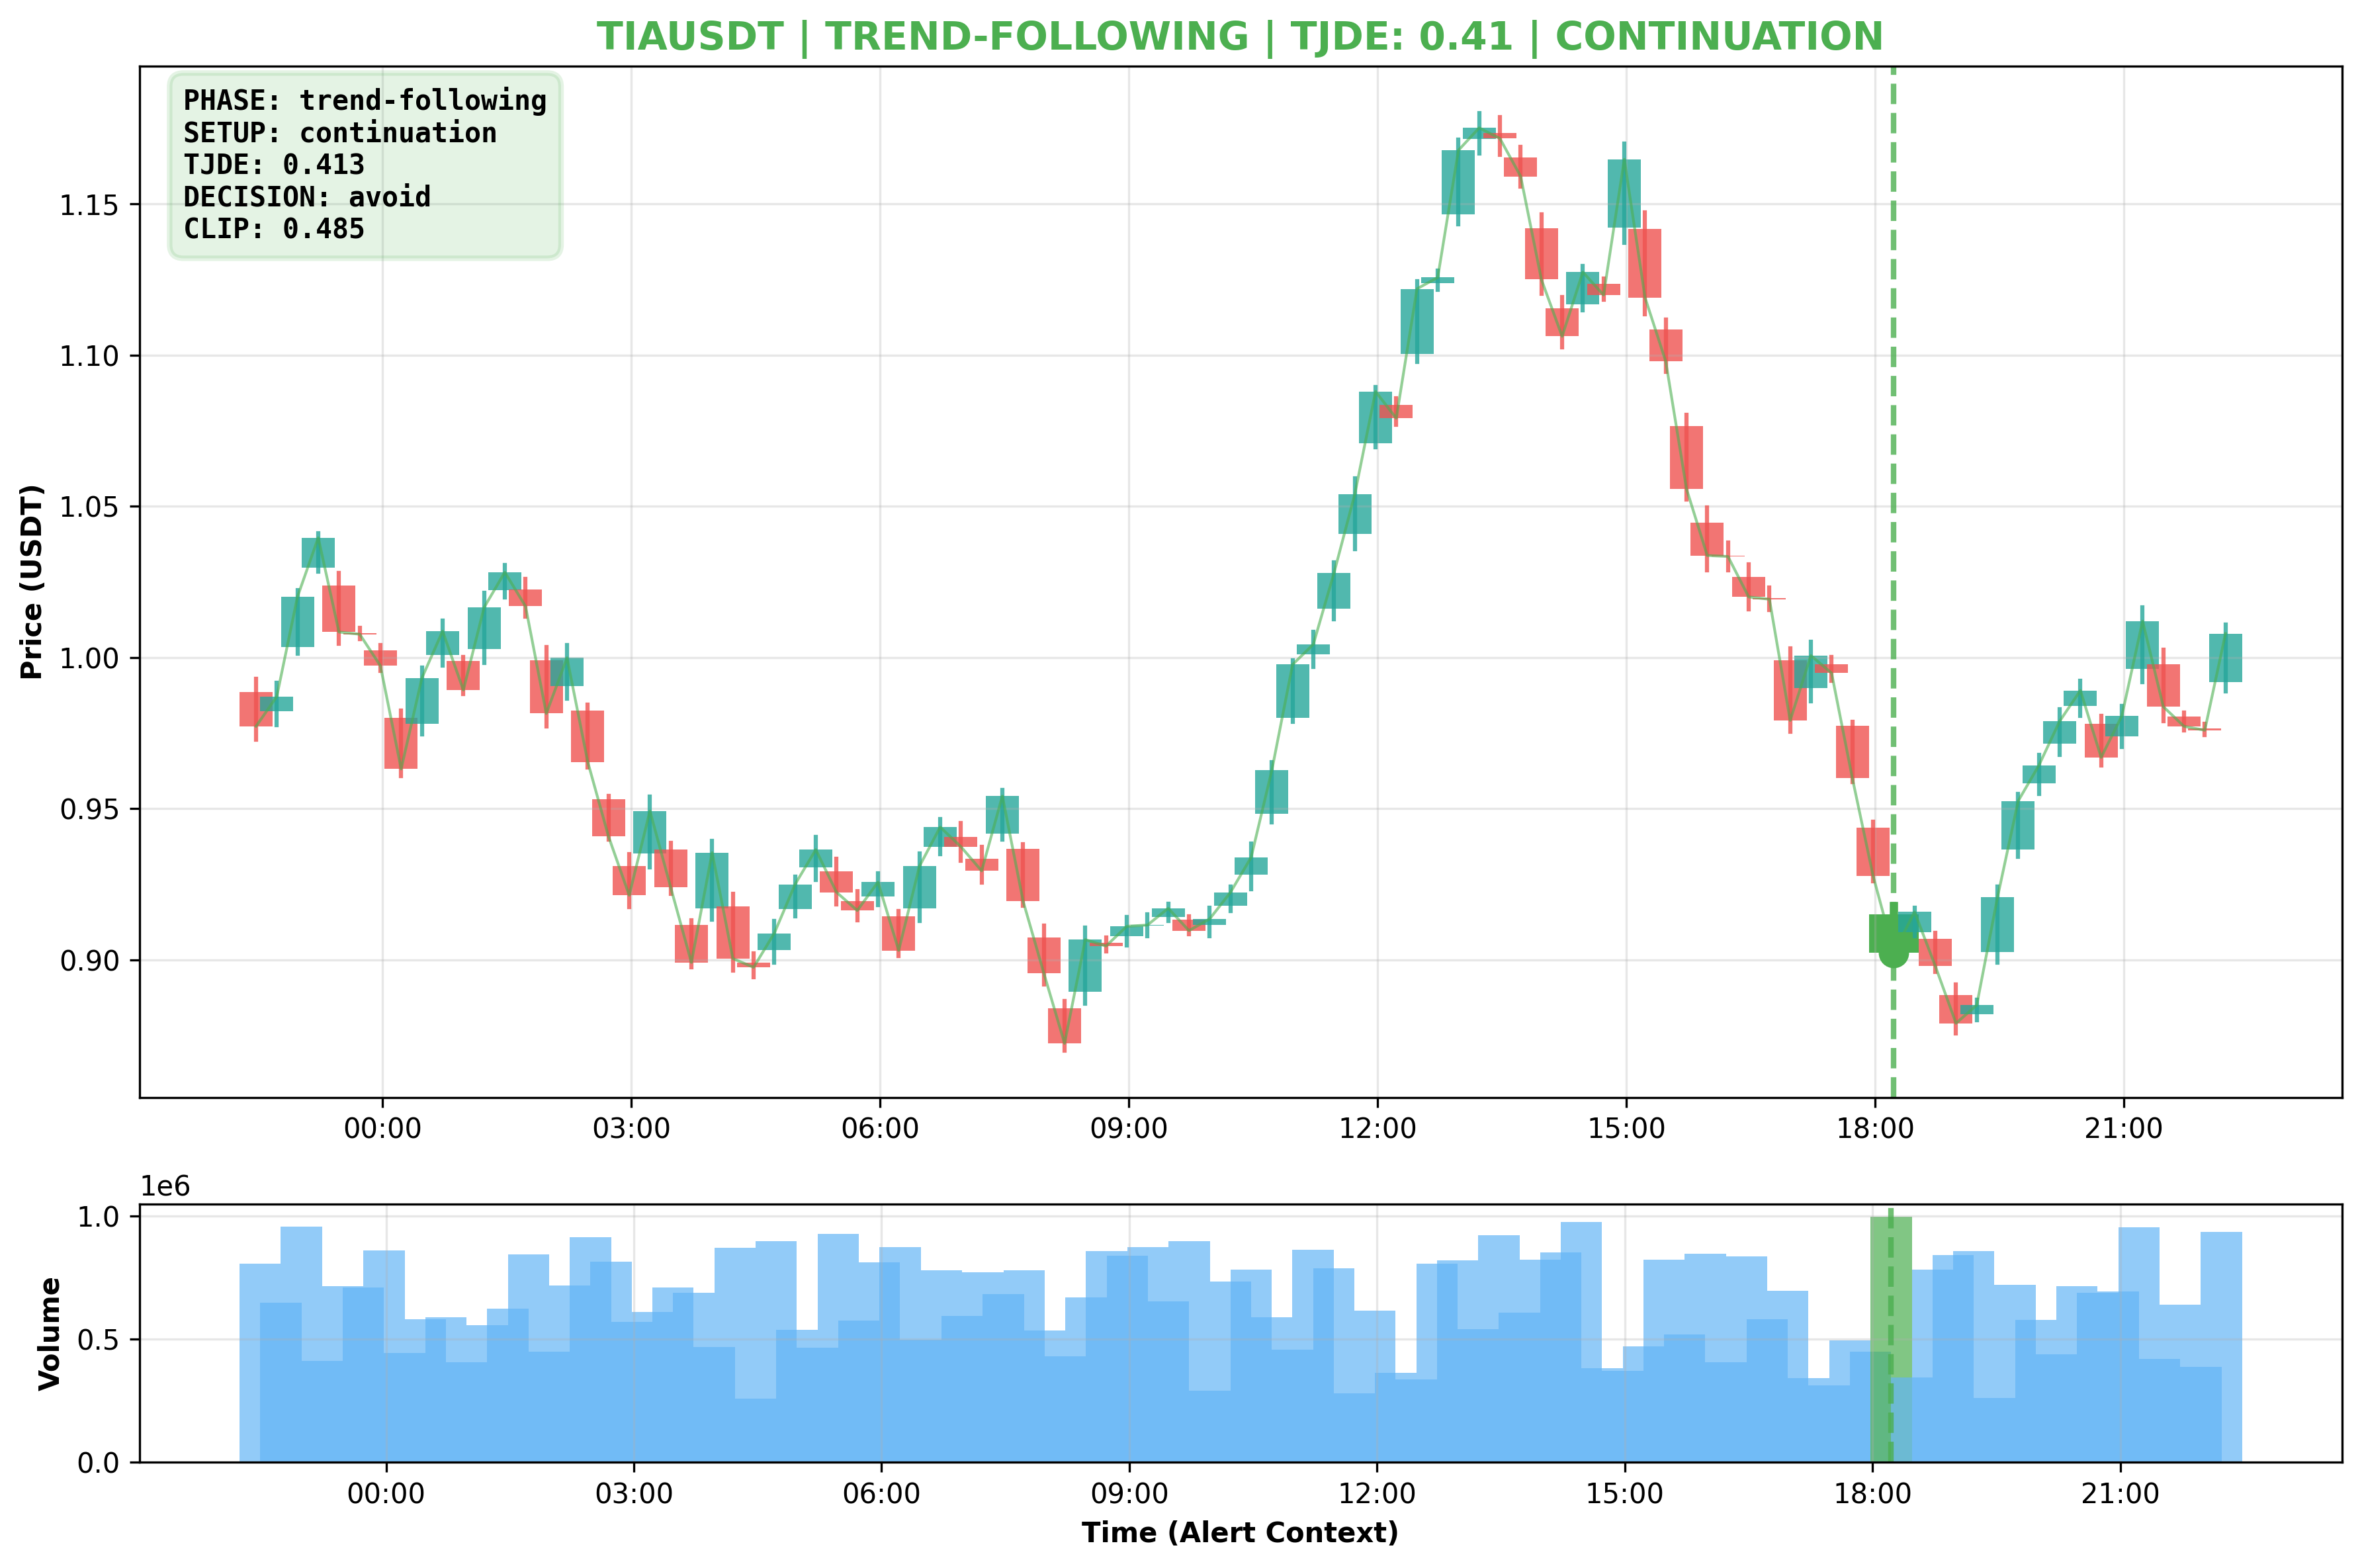 TIAUSDT | TREND-FOLLOWING | TJDE: 0.41 | CONTINUATION
PHASE: trend-following
SETUP: continuation
TJDE: 0.413
DECISION: avoid
CLIP: 0.485
Price (USDT)
1.15
1.10
1.05
1.00
0.95
0.90
00:00 03:00 06:00 09:00 12:00 15:00 18:00 21:00
1e6
Volume
1.0
0.5
0.0
00:00 03:00 06:00 09:00 12:00 15:00 18:00 21:00
Time (Alert Context)